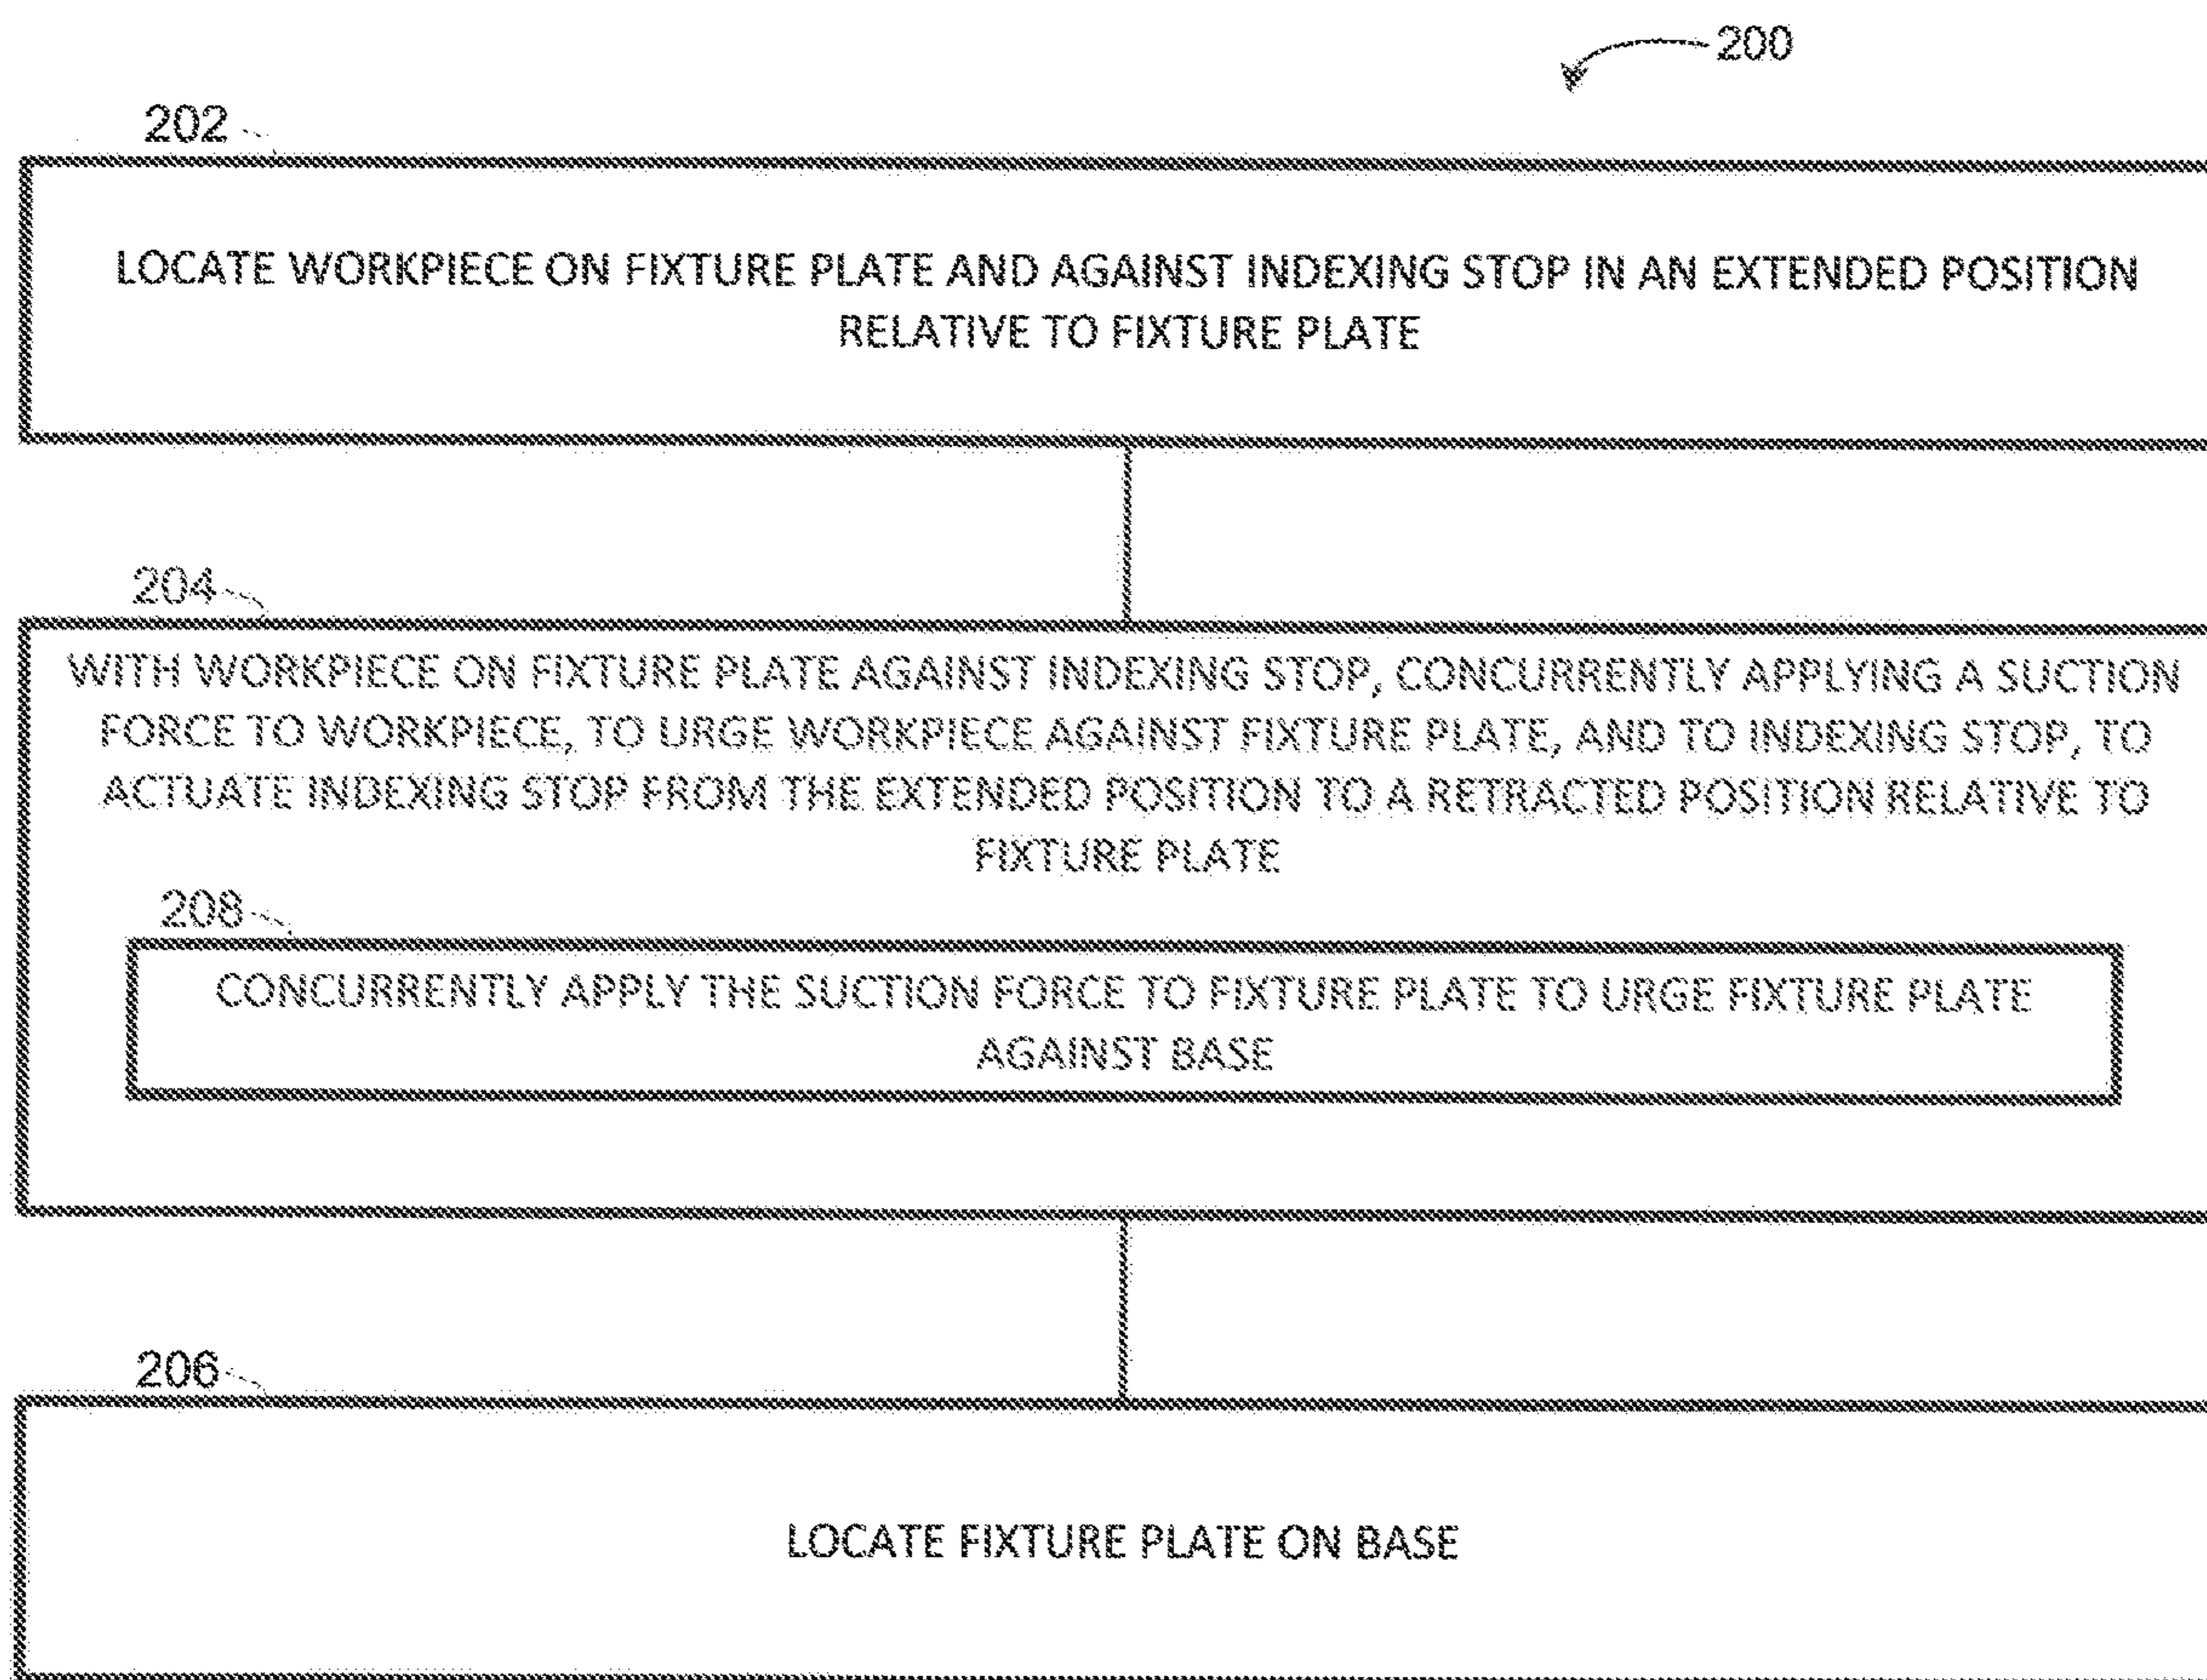 200
202
LOCATE WORKPIECE ON FIXTURE PLATE AND AGAINST INDEXING STOP IN AN EXTENDED POSITION
RELATIVE TO FIXTURE PLATE
204
WITH WORKPIECE ON FIXTURE PLATE AGAINST INDEXING STOP, CONCURRENTLY APPLYING A SUCTION
FORCE TO WORKPIECE, TO URGE WORKPIECE AGAINST FIXTURE PLATE, AND TO INDEXING STOP, TO
ACTUATE INDEXING STOP FROM THE EXTENDED POSITION TO A RETRACTED POSITION RELATIVE TO
FIXTURE PLATE
208
CONCURRENTLY APPLY THE SUCTION FORCE TO FIXTURE PLATE TO URGE FIXTURE PLATE
AGAINST BASE
206
LOCATE FIXTURE PLATE ON BASE